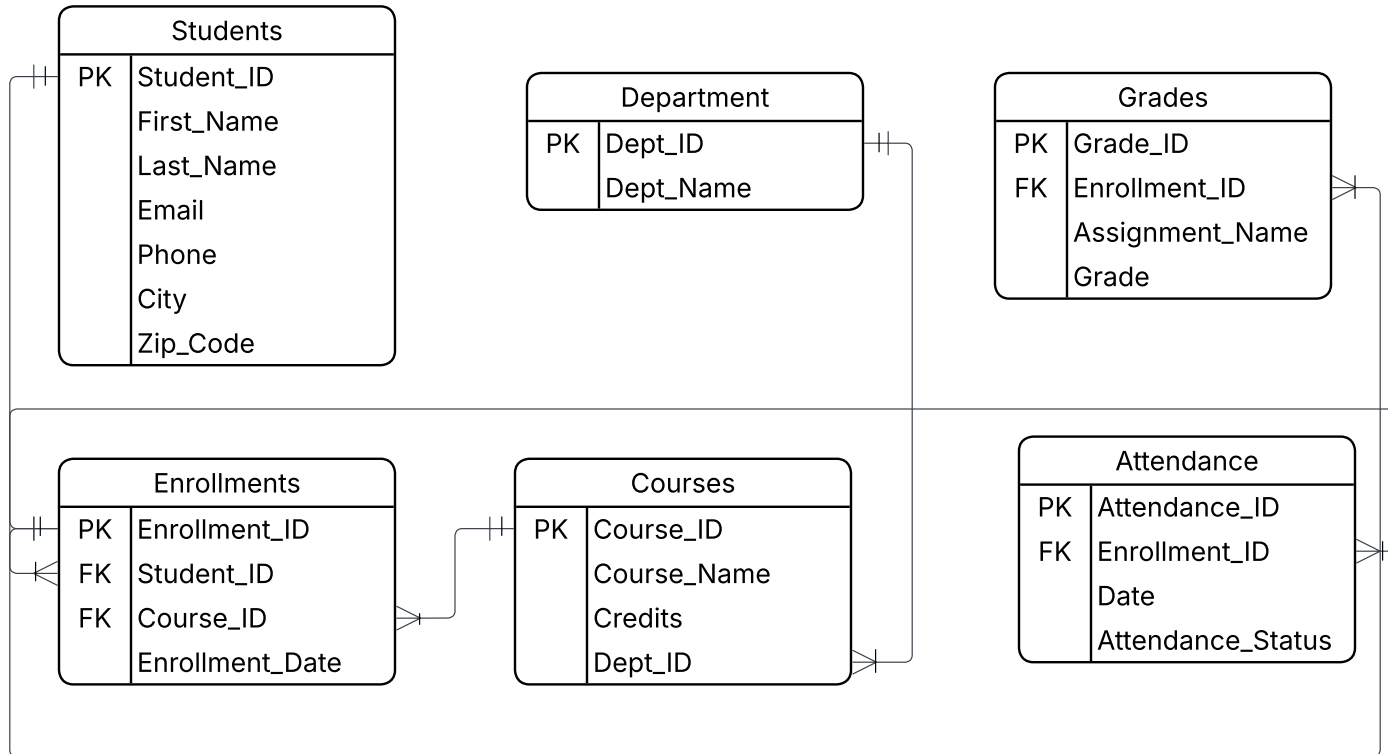 Students
PK Student_ID
First_Name
Last_Name
Email
Phone
City
Zip_Code
Department
PK Dept_ID
Dept_Name
Grades
PK Grade_ID
FK Enrollment_ID
Assignment_Name
Grade
Enrollments
PK Enrollment_ID
FK Student_ID
FK Course_ID
Enrollment_Date
Courses
PK Course_ID
Course_Name
Credits
Dept_ID
Attendance
PK Attendance_ID
FK Enrollment_ID
Date
Attendance_Status